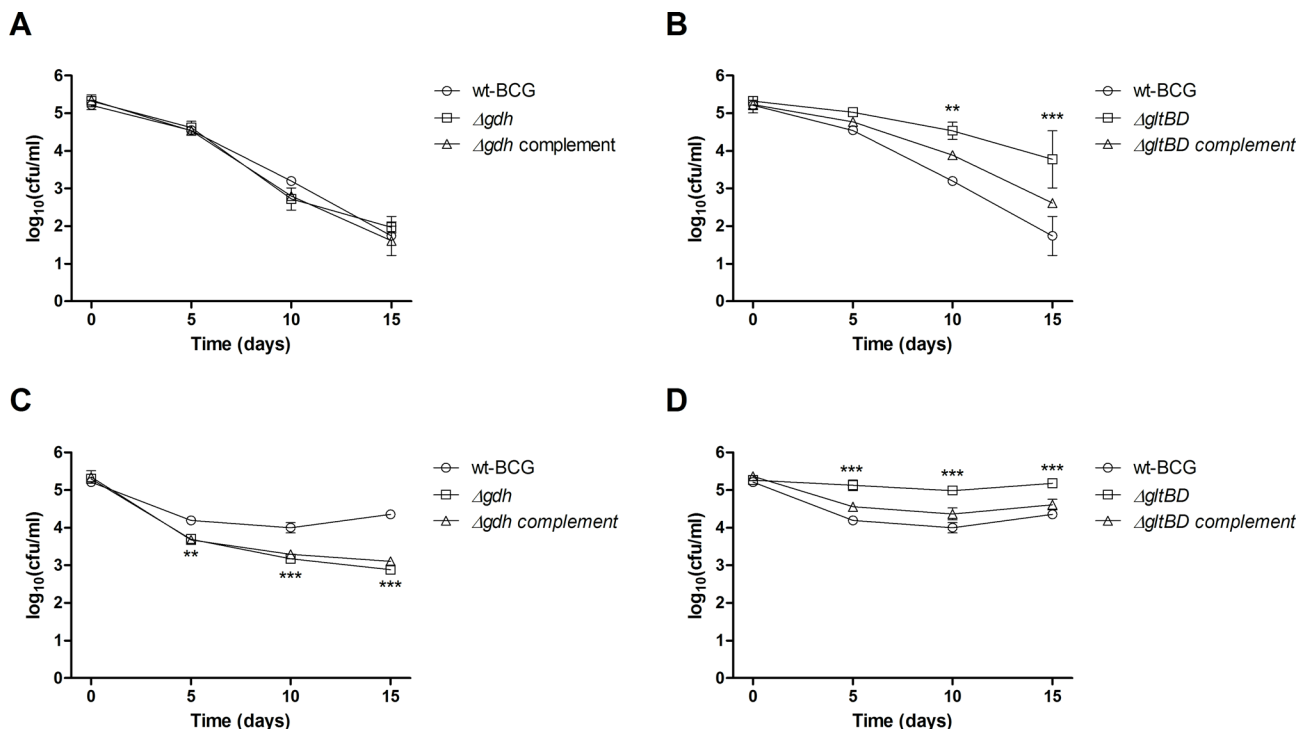 A
wt-BCG
Δgdh
Δgdh complement
log10(cfu/ml)
6
5
4
3
2
1
0
0 5 10 15
Time (days)
B
wt-BCG
ΔgltBD
ΔgltBD complement
**
***
log10(cfu/ml)
6
5
4
3
2
1
0
0 5 10 15
Time (days)
C
wt-BCG
Δgdh
Δgdh complement
**
***
***
log10(cfu/ml)
6
5
4
3
2
1
0
0 5 10 15
Time (days)
D
wt-BCG
ΔgltBD
ΔgltBD complement
*** *** ***
log10(cfu/ml)
6
5
4
3
2
1
0
0 5 10 15
Time (days)